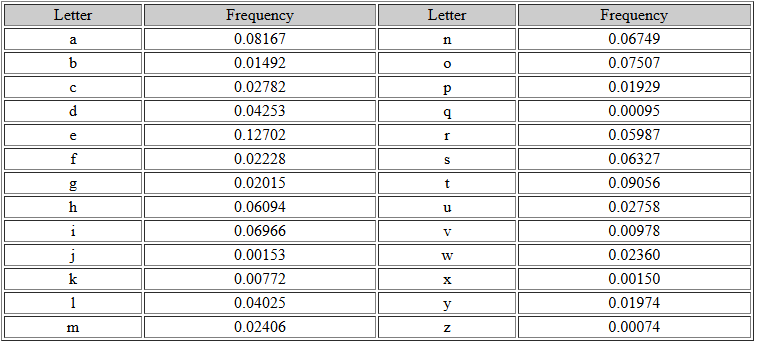 Letter Frequency Letter Frequency
a 0.08167 n 0.06749
b 0.01492 o 0.07507
c 0.02782 p 0.01929
d 0.04253 q 0.00095
e 0.12702 r 0.05987
f 0.02228 s 0.06327
g 0.02015 t 0.09056
h 0.06094 u 0.02758
i 0.06966 v 0.00978
j 0.00153 w 0.02360
k 0.00772 x 0.00150
l 0.04025 y 0.01974
m 0.02406 z 0.00074